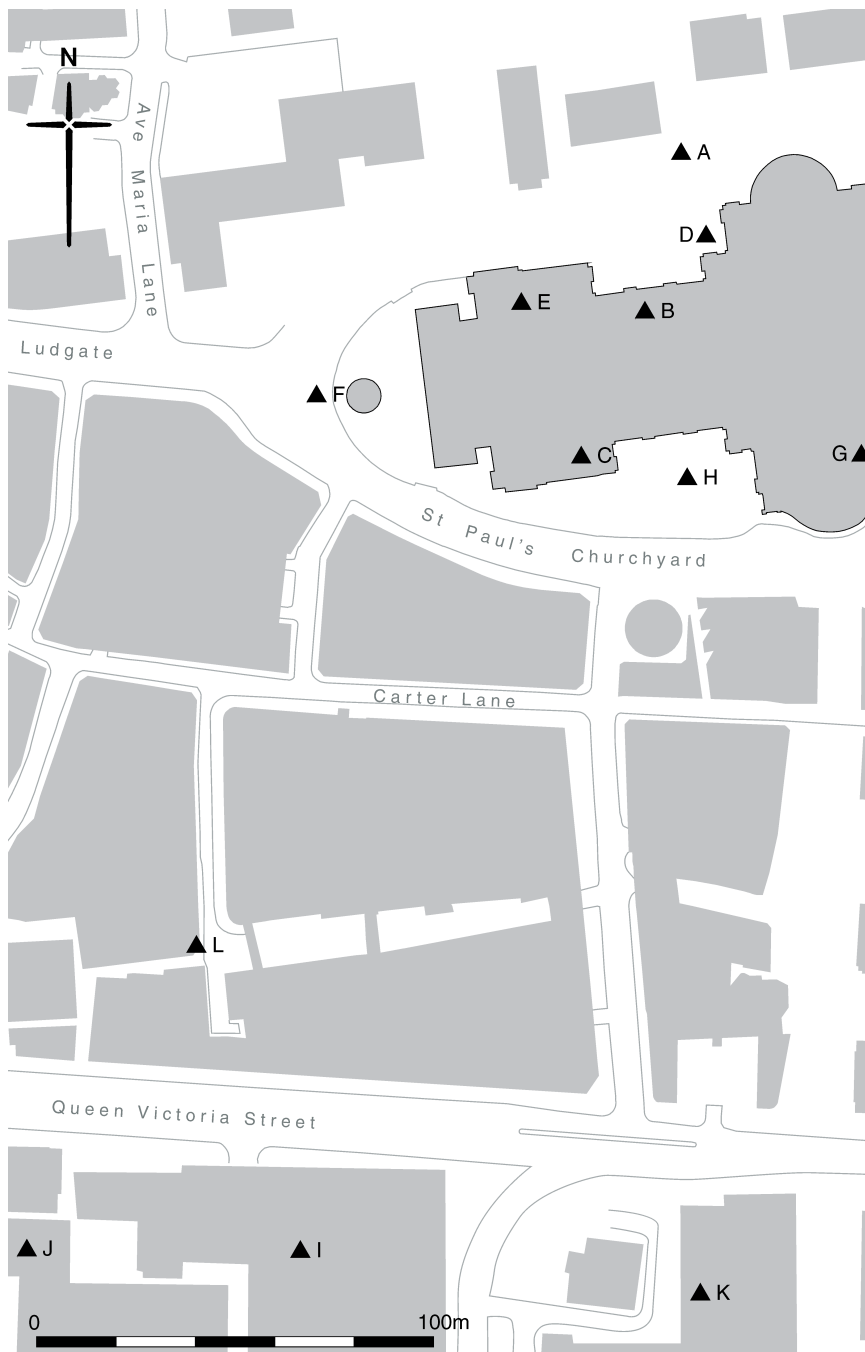 N
Ave Maria Lane
A
D
E
B
Ludgate
F
C
G
H
St Paul's Churchyard
Carter Lane
L
Queen Victoria Street
J
I
K
0
100m